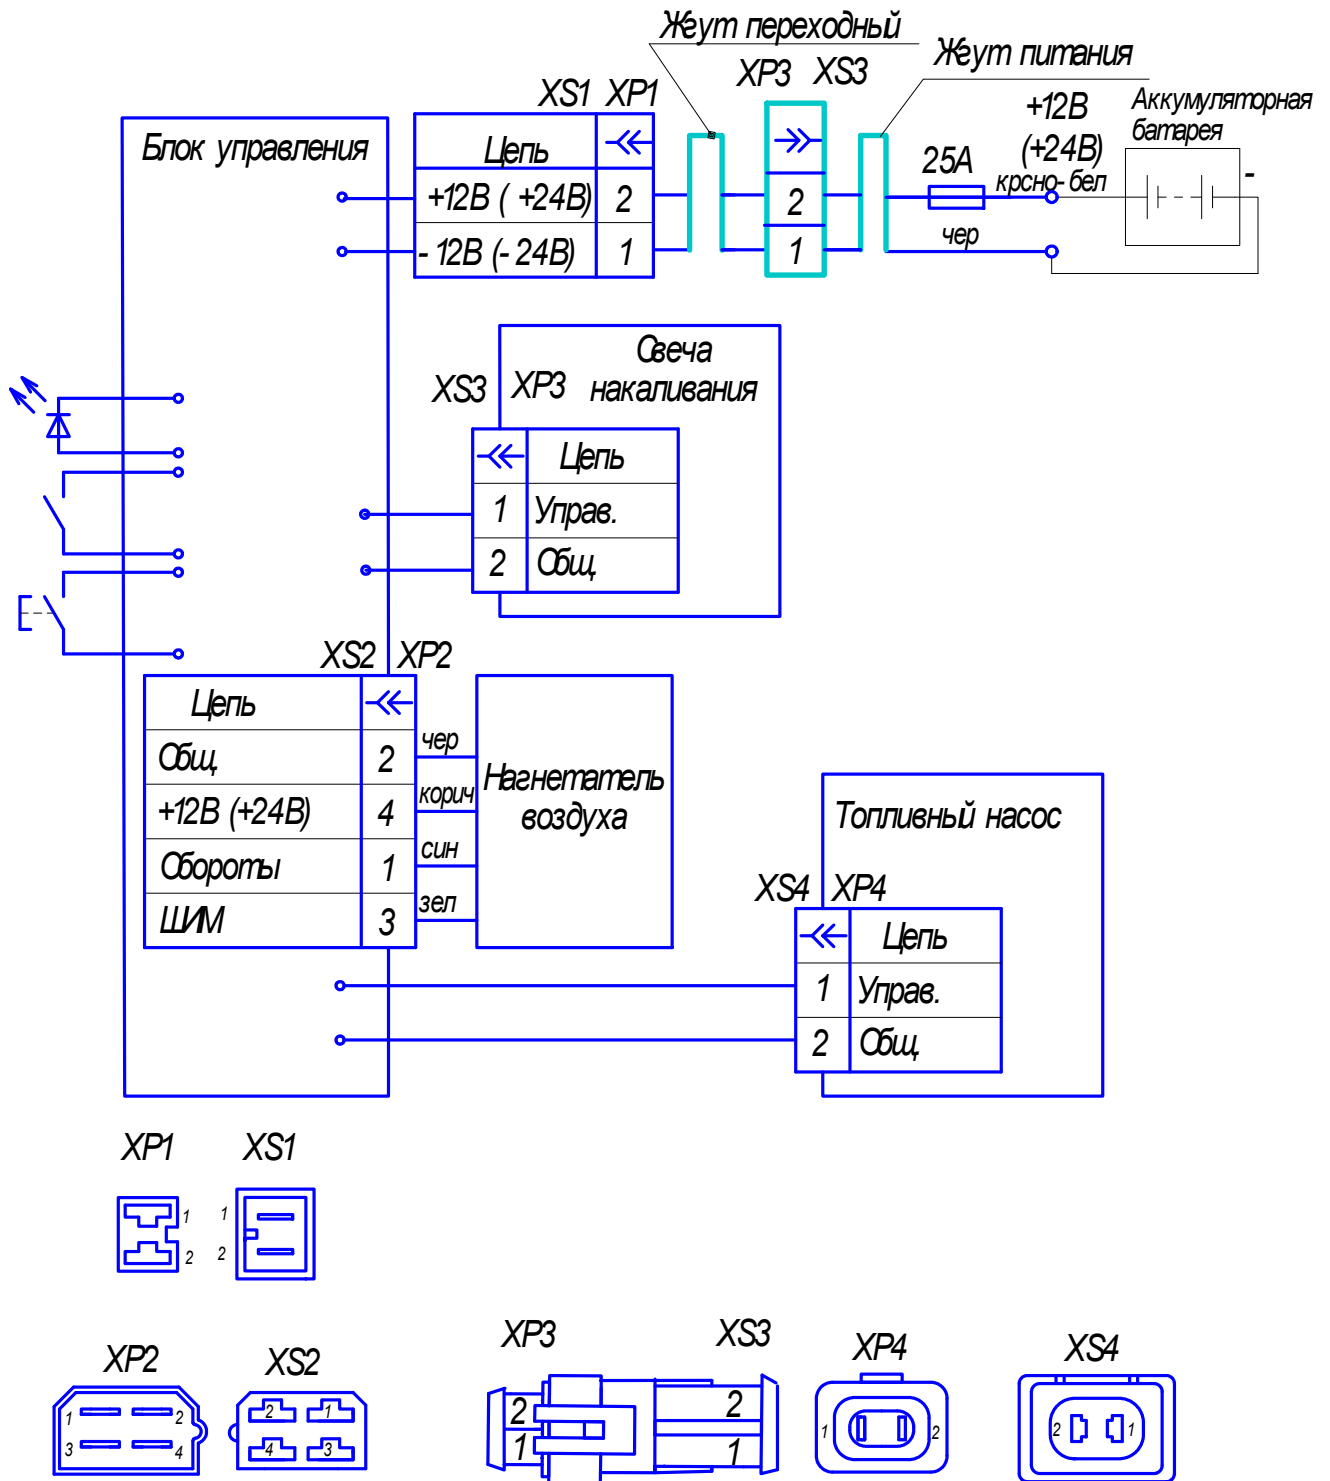 Жгут переходный
Жгут питания
XP3 XS3
XS1 XP1
+12В
(+24В)
Аккумуляторная
батарея
Блок управления
Цепь
25А
крсно-бел
-
+12В ( +24В) 2
2
- 12В (- 24В) 1
1
чер
Свеча
накаливания
XS3 XP3
Цепь
1 Управ.
2 Общ.
XS2 XP2
Цепь
Общ. 2 чер
+12В (+24В) 4 корич
Обороты 1 син
ШИМ 3 зел
Нагнетатель
воздуха
Топливный насос
XS4 XP4
Цепь
1 Управ.
2 Общ.
XP1 XS1
1 1
2 2
XP2 XS2 XP3 XS3 XP4 XS4
1 2 2 1 2 2 1 2 2 1
3 4 4 3 1 1